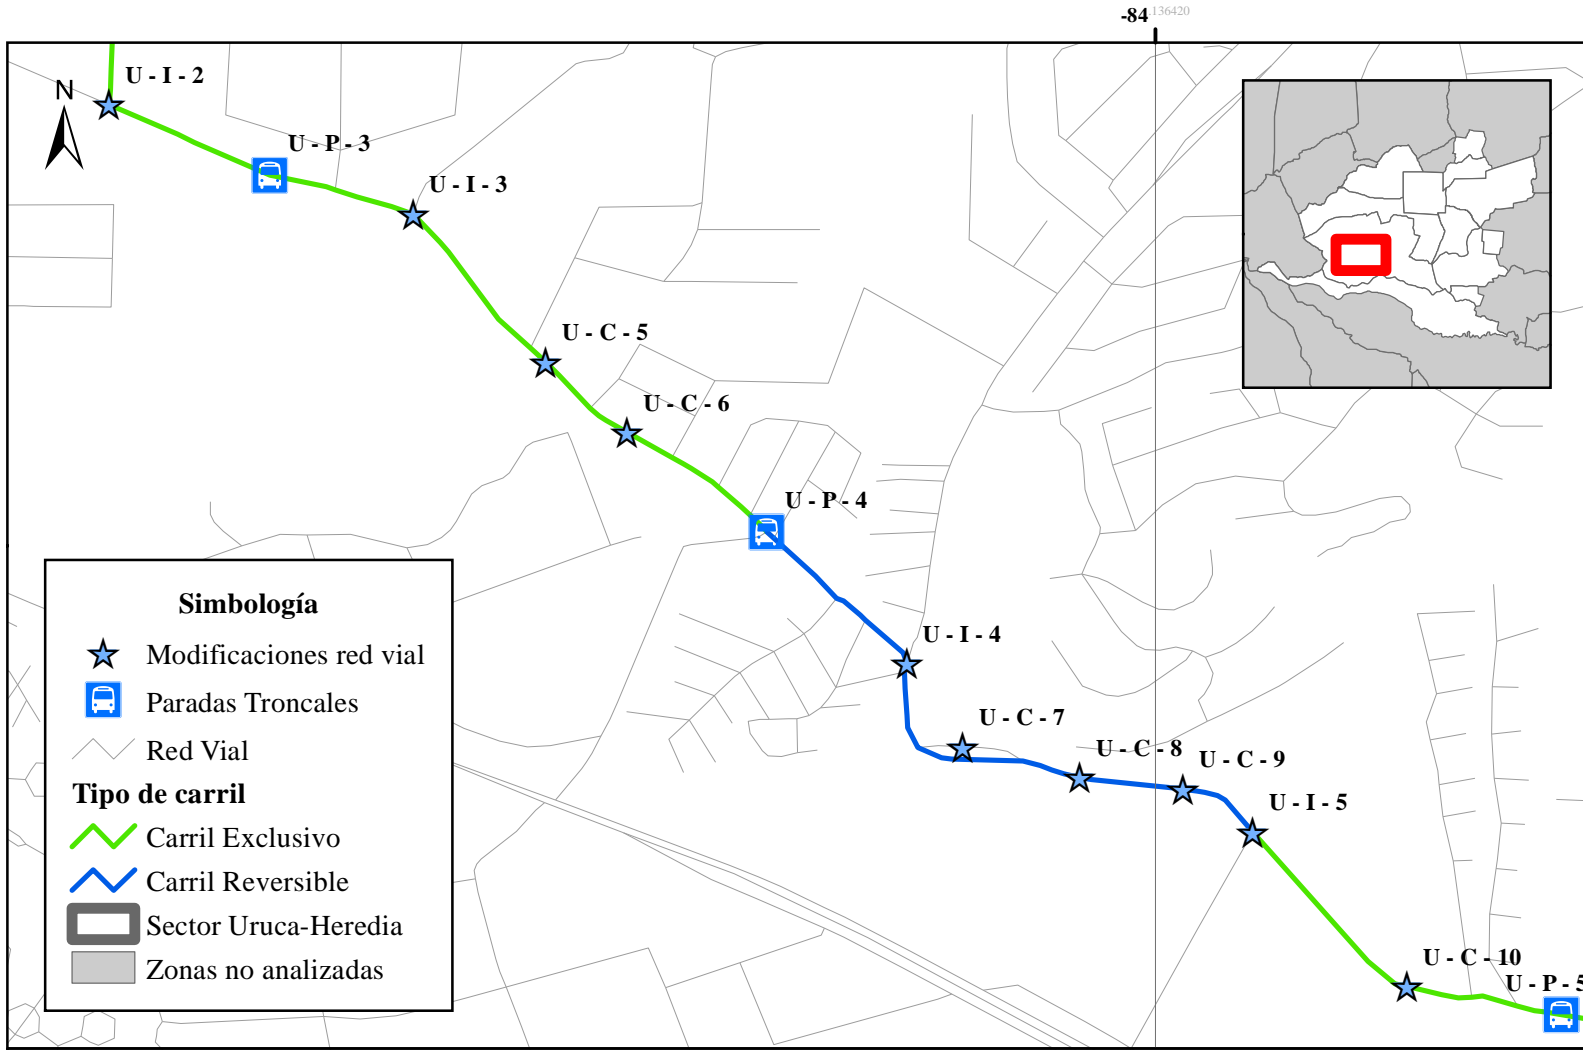 -84.136420
U - I - 2
N
U - P - 3
U - I - 3
U - C - 5
U - C - 6
U - P - 4
U - I - 4
U - C - 7
U - C - 8
U - C - 9
U - I - 5
U - C - 10
U - P - 5
Simbología
Modificaciones red vial
Paradas Troncales
Red Vial
Tipo de carril
Carril Exclusivo
Carril Reversible
Sector Uruca-Heredia
Zonas no analizadas